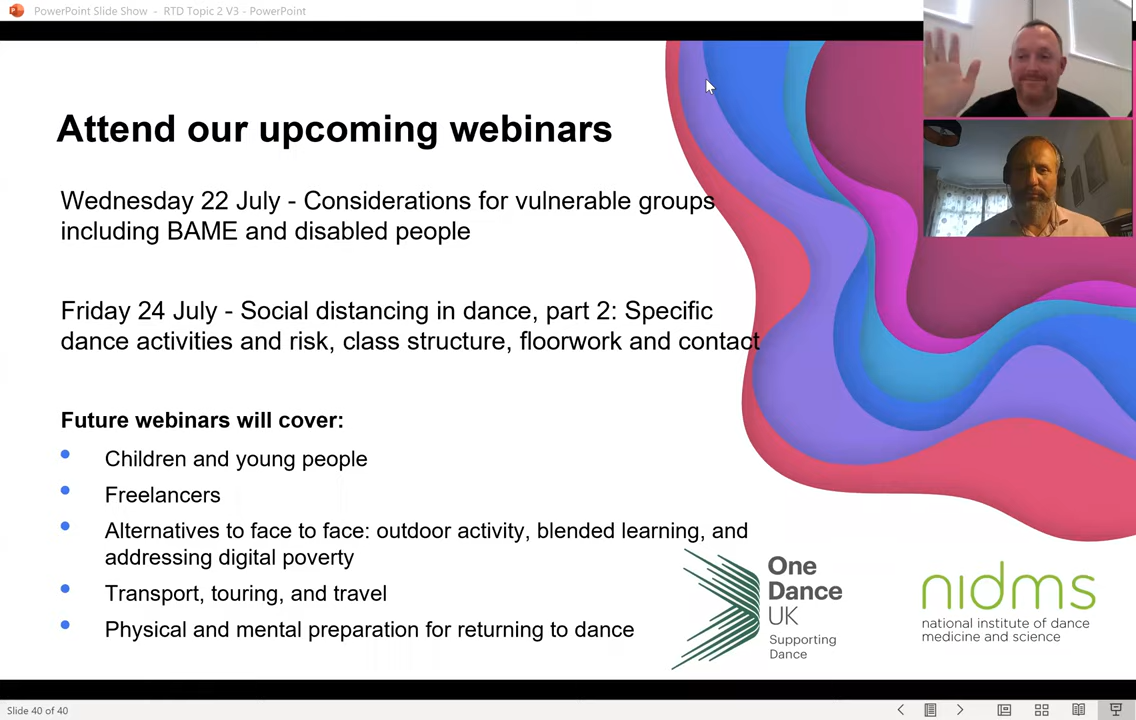 PowerPoint Slide Show - RTD Topic 2 V3 - PowerPoint
Attend our upcoming webinars
Wednesday 22 July - Considerations for vulnerable groups
including BAME and disabled people
Friday 24 July - Social distancing in dance, part 2: Specific
dance activities and risk, class structure, floorwork and contact
Future webinars will cover:
Children and young people
Freelancers
Alternatives to face to face: outdoor activity, blended learning, and
addressing digital poverty
Transport, touring, and travel
Physical and mental preparation for returning to dance
One
Dance
UK
Supporting
Dance
nidms
national institute of dance
medicine and science
Slide 40 of 40